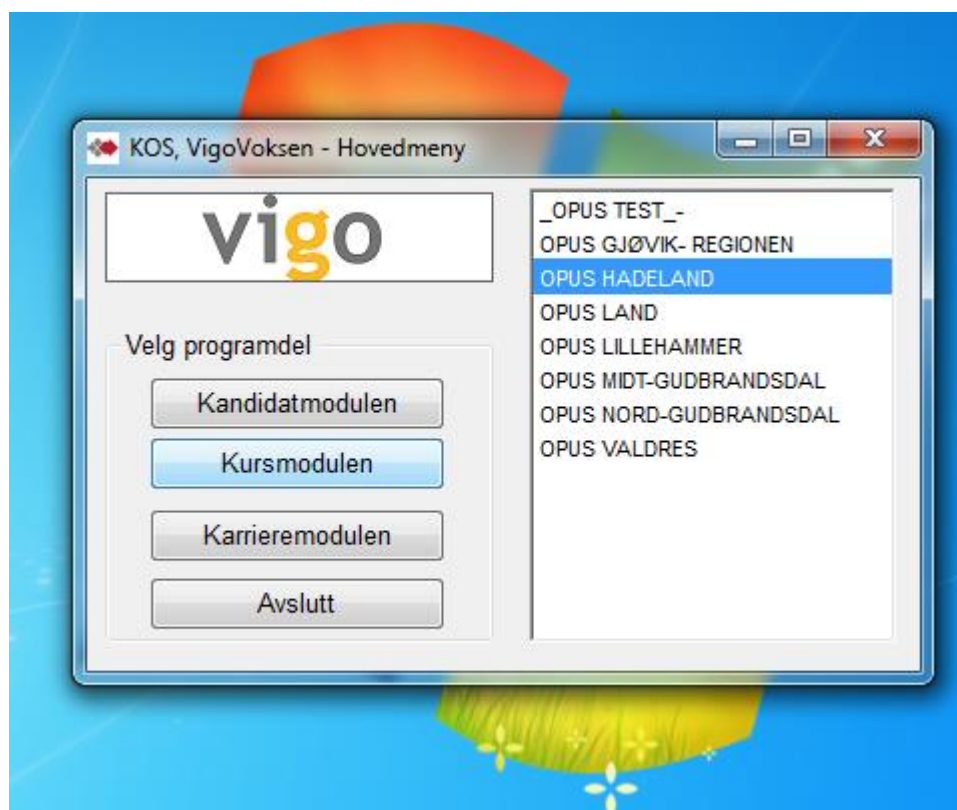 KOS, VigoVoksen - Hovedmeny
vigo
Velg programdel
Kandidatmodulen
Kursmodulen
Karrieremodulen
Avslutt
_OPUS TEST_-
OPUS GJØVIK- REGIONEN
OPUS HADELAND
OPUS LAND
OPUS LILLEHAMMER
OPUS MIDT-GUDBRANDSDAL
OPUS NORD-GUDBRANDSDAL
OPUS VALDRES